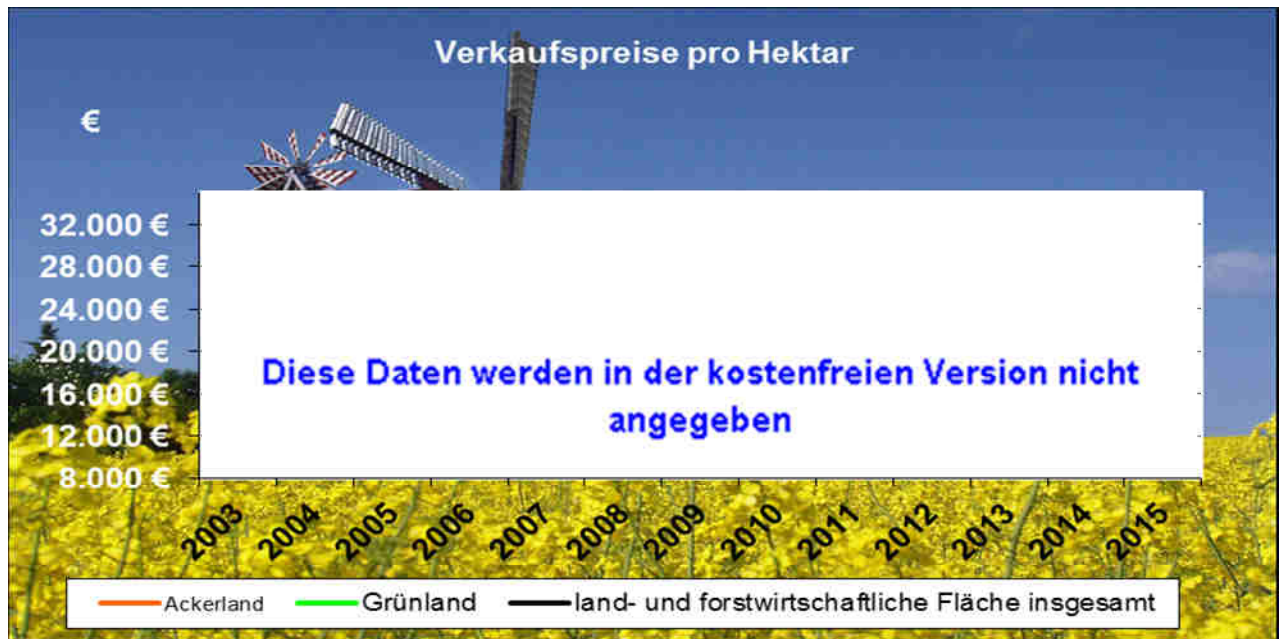 Verkaufspreise pro Hektar
€
32.000 €
28.000 €
24.000 €
20.000 €
16.000 €
12.000 €
8.000 €
Diese Daten werden in der kostenfreien Version nicht
angegeben
2003 2004 2005 2006 2007 2008 2009 2010 2011 2012 2013 2014 2015
Ackerland Grünland land- und forstwirtschaftliche Fläche insgesamt